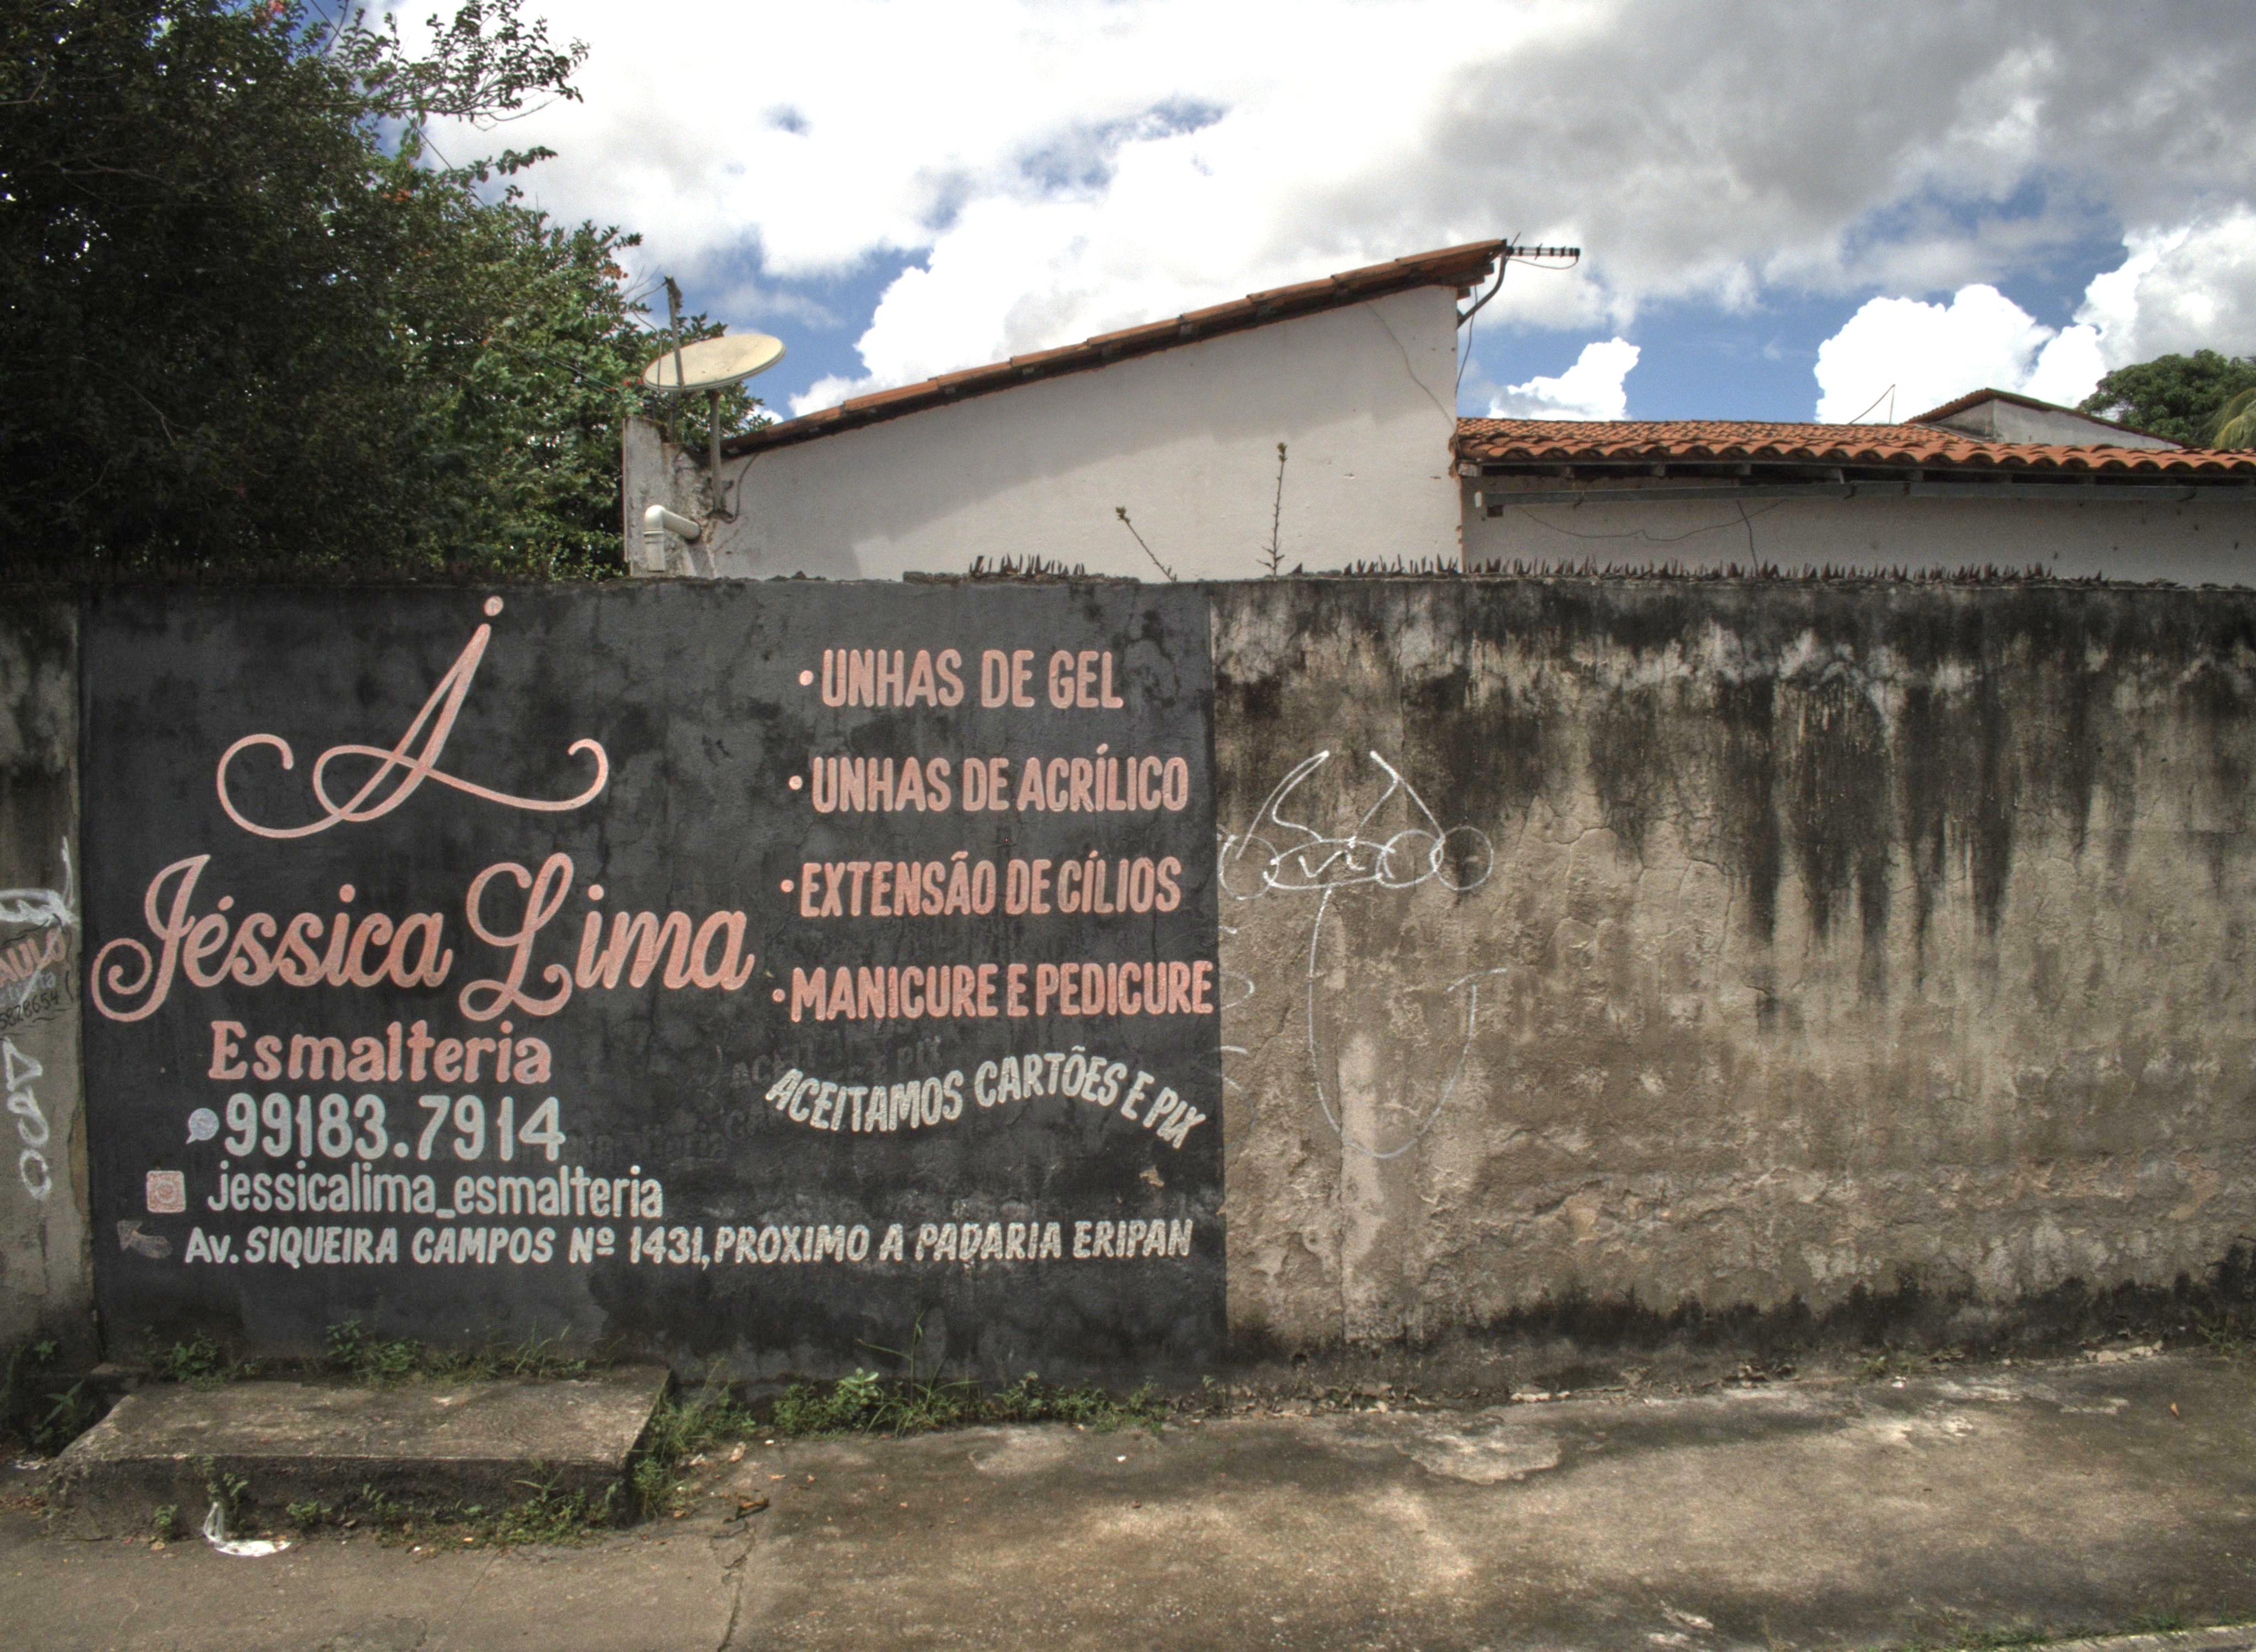 Jéssica Lima
Esmalteria
99183.7914
jessicalima_esmalteria
Av. SIQUEIRA CAMPOS Nº 1431, PROXIMO A PADARIA ERIPAN
•UNHAS DE GEL
•UNHAS DE ACRÍLICO
•EXTENSÃO DE CÍLIOS
•MANICURE E PEDICURE
ACEITAMOS CARTÕES E PIX